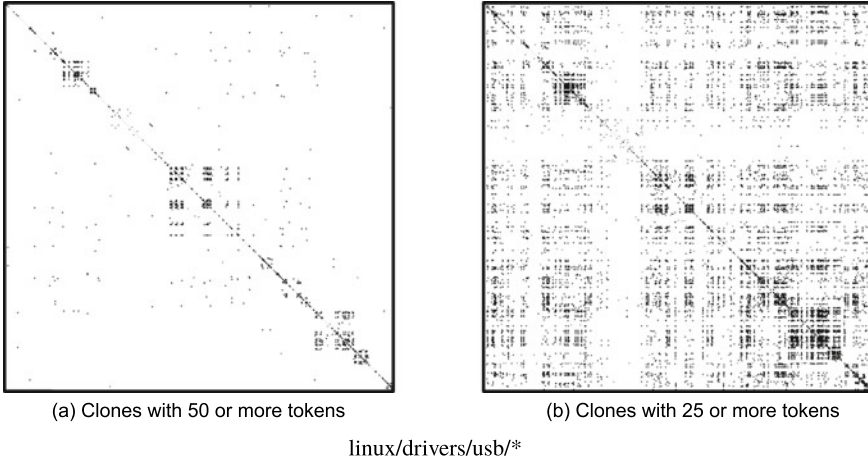 (a) Clones with 50 or more tokens
(b) Clones with 25 or more tokens
linux/drivers/usb/*